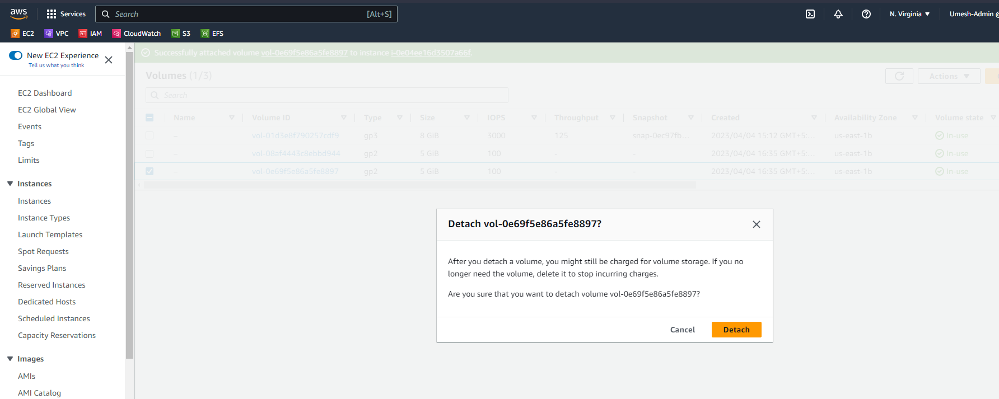 aws
Services
Search
[Alt+S]
N. Virginia
Umesh-Admin @
EC2
VPC
IAM
CloudWatch
S3
EFS
New EC2 Experience
Tell us what you think
EC2 Dashboard
EC2 Global View
Events
Tags
Limits
Instances
Instances
Instance Types
Launch Templates
Spot Requests
Savings Plans
Reserved Instances
Dedicated Hosts
Scheduled Instances
Capacity Reservations
Images
AMIs
AMI Catalog
Successfully attached volume vol-0e69f5e86a5fe8897 to instance i-0e04ee16d3507a66f.
Volumes (1/3)
Actions
Search
Name Volume ID Type Size IOPS Throughput Snapshot Created Availability Zone Volume state
– vol-01d3e8f790257cdf9 gp3 8 GiB 3000 125 snap-0ec97fb... 2023/04/04 15:12 GMT+5:... us-east-1b In-use
– vol-08af4443c8ebbd944 gp2 5 GiB 100 - - 2023/04/04 16:35 GMT+5:... us-east-1b In-use
– vol-0e69f5e86a5fe8897 gp2 5 GiB 100 - - 2023/04/04 16:35 GMT+5:... us-east-1b In-use
Detach vol-0e69f5e86a5fe8897?
After you detach a volume, you might still be charged for volume storage. If you no
longer need the volume, delete it to stop incurring charges.
Are you sure that you want to detach volume vol-0e69f5e86a5fe8897?
Cancel
Detach